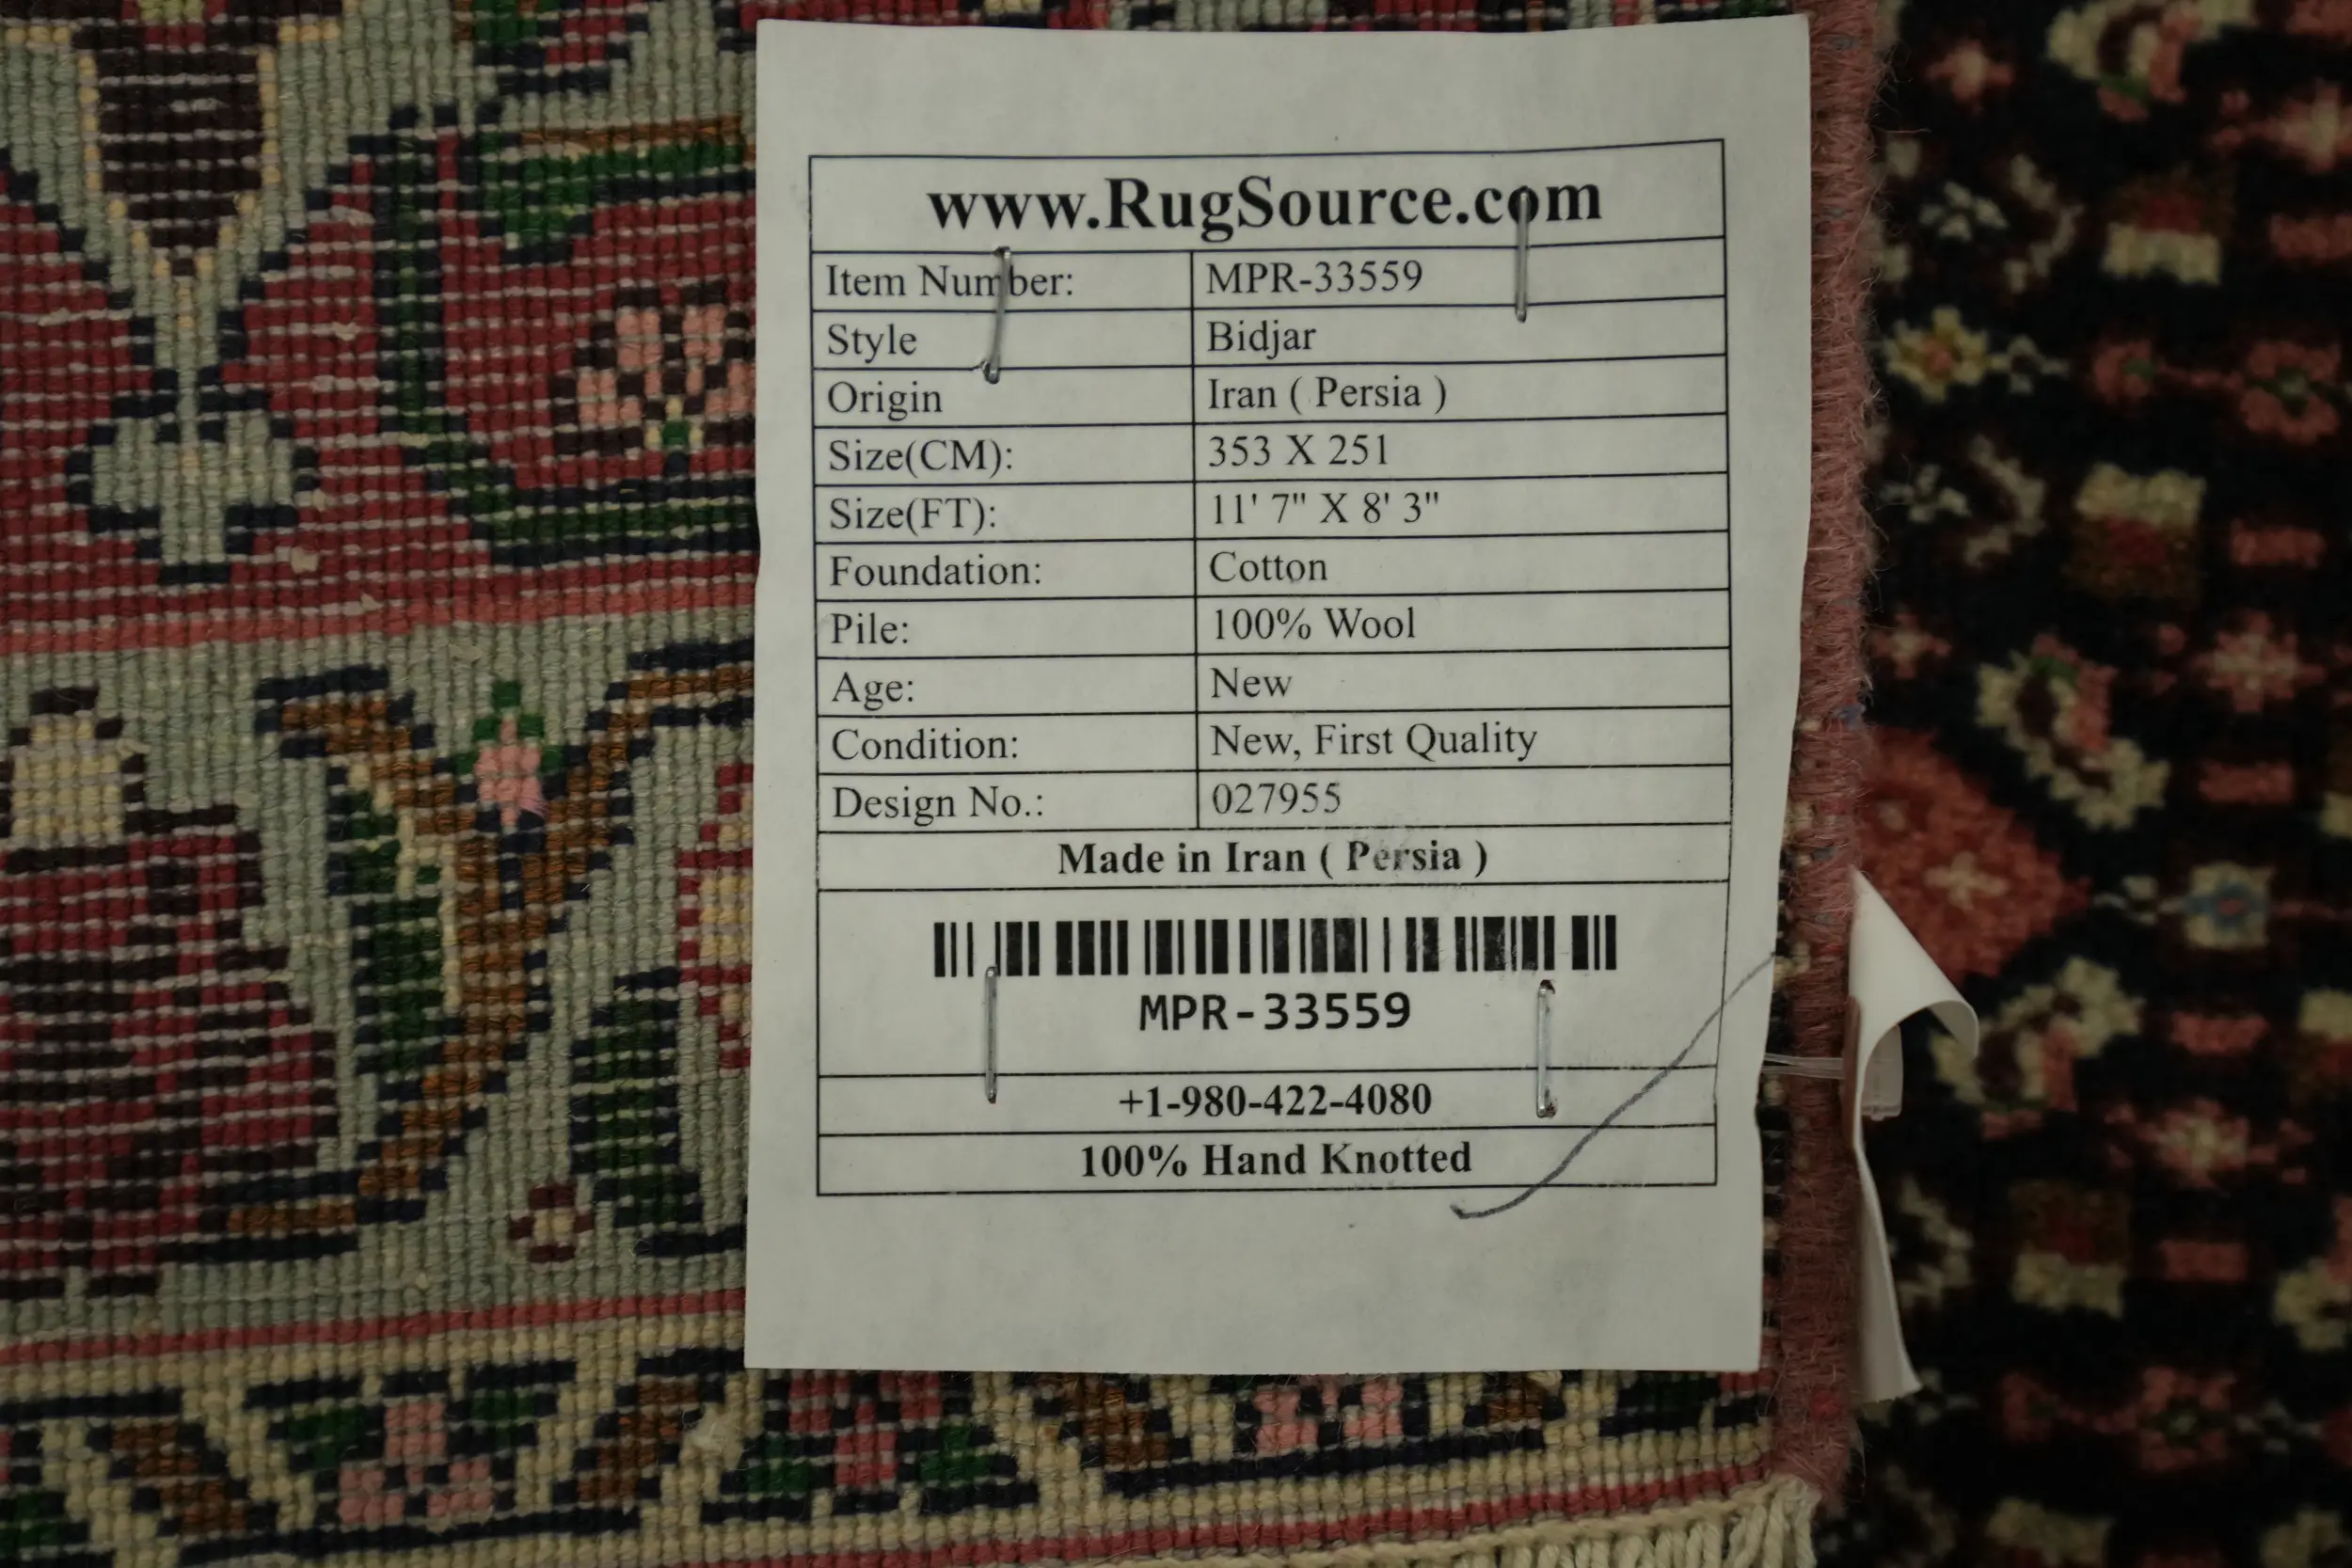 www.RugSource.com
Item Number: MPR-33559
Style Bidjar
Origin Iran ( Persia )
Size(CM): 353 X 251
Size(FT): 11' 7" X 8' 3"
Foundation: Cotton
Pile: 100% Wool
Age: New
Condition: New, First Quality
Design No.: 027955
Made in Iran ( Persia )
MPR-33559
+1-980-422-4080
100% Hand Knotted